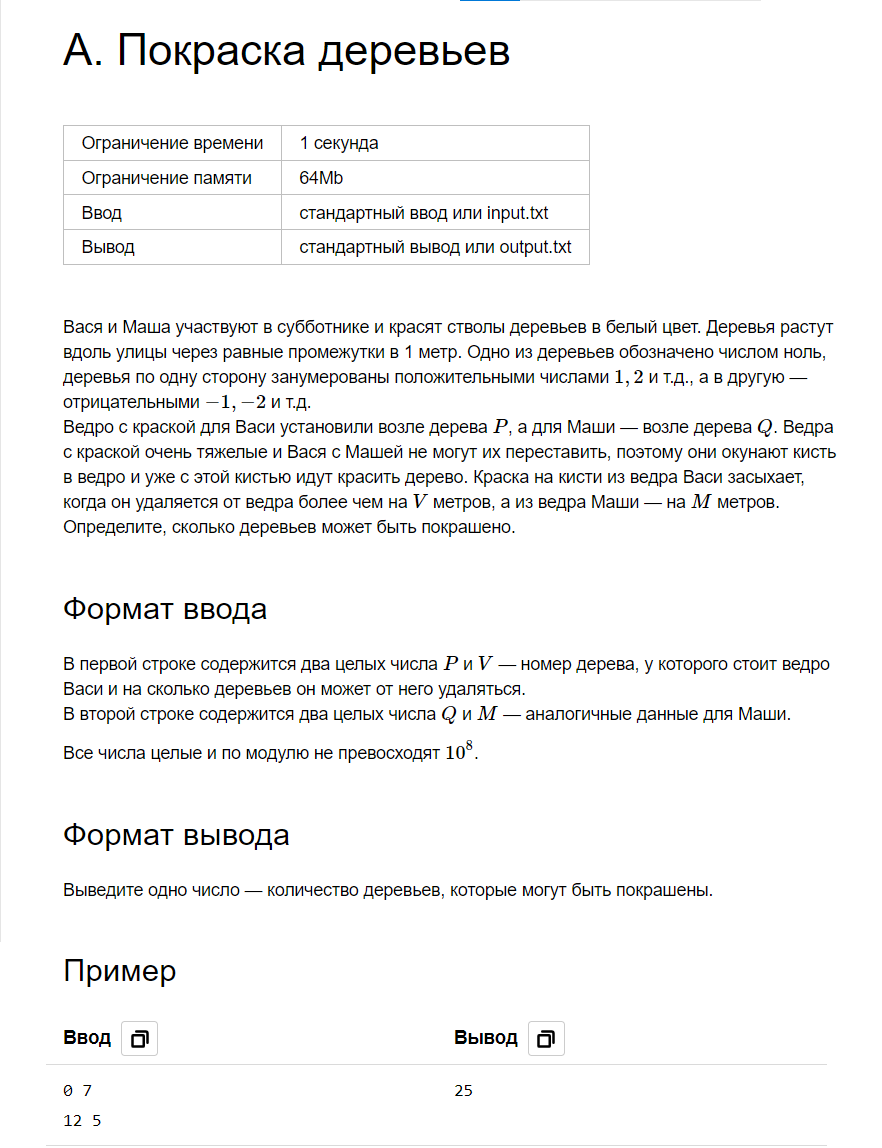 A. Покраска деревьев
Ограничение времени 1 секунда
Ограничение памяти 64Mb
Ввод стандартный ввод или input.txt
Вывод стандартный вывод или output.txt
Вася и Маша участвуют в субботнике и красят стволы деревьев в белый цвет. Деревья растут
вдоль улицы через равные промежутки в 1 метр. Одно из деревьев обозначено числом ноль,
деревья по одну сторону занумерованы положительными числами 1, 2 и т.д., а в другую —
отрицательными −1, −2 и т.д.
Ведро с краской для Васи установили возле дерева P, а для Маши — возле дерева Q. Ведра
с краской очень тяжелые и Вася с Машей не могут их переставить, поэтому они окунают кисть
в ведро и уже с этой кистью идут красить дерево. Краска на кисти из ведра Васи засыхает,
когда он удаляется от ведра более чем на V метров, а из ведра Маши — на M метров.
Определите, сколько деревьев может быть покрашено.
Формат ввода
В первой строке содержится два целых числа P и V — номер дерева, у которого стоит ведро
Васи и на сколько деревьев он может от него удаляться.
В второй строке содержится два целых числа Q и M — аналогичные данные для Маши.
Все числа целые и по модулю не превосходят 10⁸.
Формат вывода
Выведите одно число — количество деревьев, которые могут быть покрашены.
Пример
Ввод Вывод
0 7 25
12 5